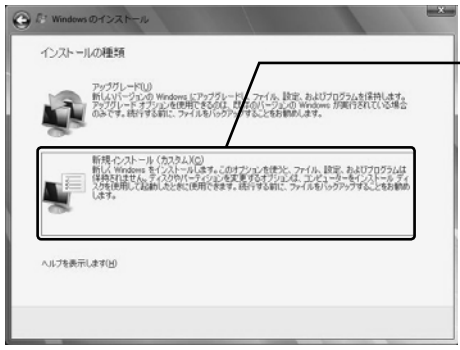 Windows のインストール
インストールの種類
アップグレード(U)
新しいバージョンの Windows にアップグレードし、ファイル、設定、およびプログラムを保持します。
アップグレード オプションを使用できるのは、既存のバージョンの Windows が実行されている場合
のみです。続行する前に、ファイルをバックアップすることをお勧めします。
新規インストール (カスタム)(C)
新しく Windows をインストールします。このオプションを使うと、ファイル、設定、およびプログラムは
保持されません。ディスクやパーティションを変更するオプションは、コンピューターをインストール ディ
スクを使用して起動したときに使用できます。続行する前に、ファイルをバックアップすることをお勧め
します。
ヘルプを表示します(H)